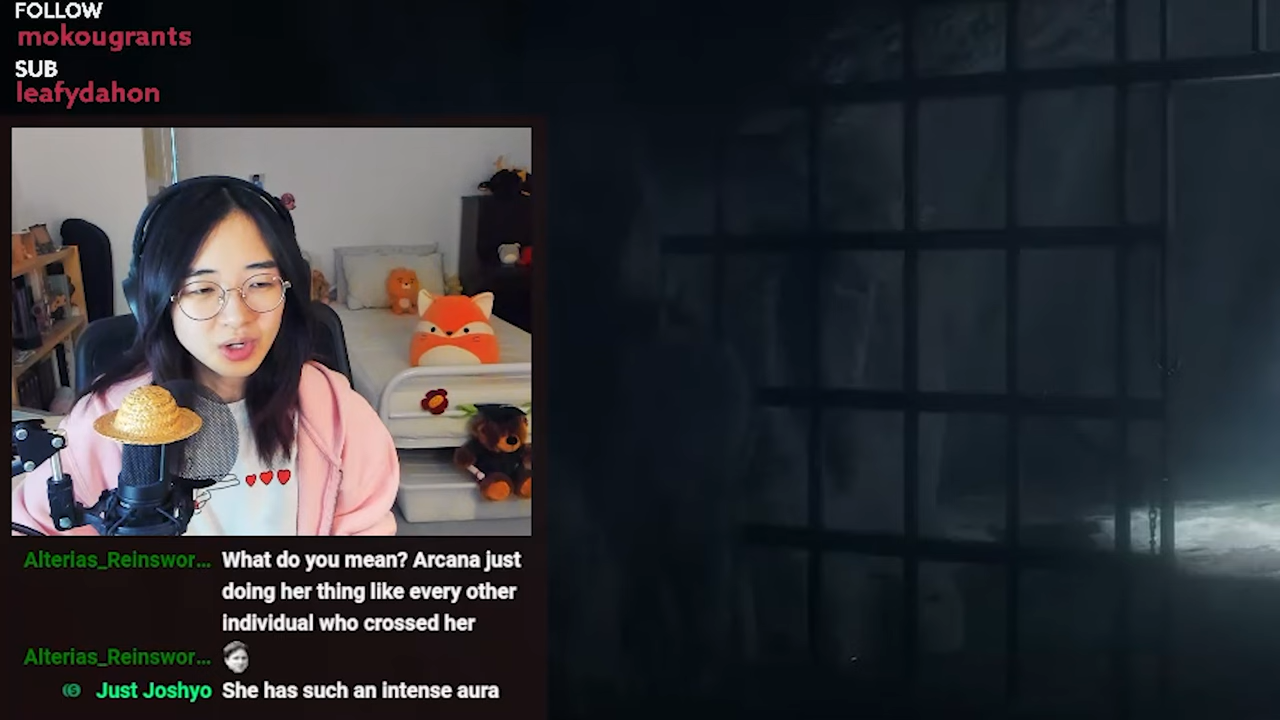 FOLLOW
mokougrants
SUB
leafydahon
Alterias_Reinswor... What do you mean? Arcana just
doing her thing like every other
individual who crossed her
Alterias_Reinswor...
Just Joshyo She has such an intense aura